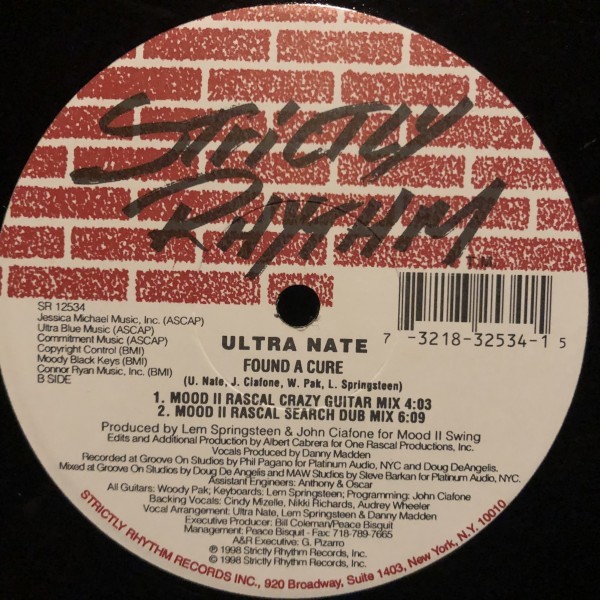 STRICTLY
RHYTHM
T.M.
SR 12534
Jessica Michael Music, Inc. (ASCAP)
Ultra Blue Music (ASCAP)
Commitment Music (ASCAP)
Copyright Control (BMI)
Moody Black Keys (BMI)
Connor Ryan Music, Inc. (BMI)
B SIDE
7 -3218-32534-1 5
ULTRA NATE
FOUND A CURE
(U. Nate, J. Ciafone, W. Pak, L. Springsteen)
1. MOOD II RASCAL CRAZY GUITAR MIX 4:03
2. MOOD II RASCAL SEARCH DUB MIX 6:09
Produced by Lem Springsteen & John Ciafone for Mood II Swing
Edits and Additional Production by Albert Cabrera for One Rascal Productions, Inc.
Vocals Produced by Danny Madden
Recorded at Groove On Studios by Phil Pagano for Platinum Audio, NYC and Doug DeAngelis.
Mixed at Groove On Studios by Doug De Angelis and MAW Studios by Steve Barkan for Platinum Audio, NYC.
Assistant Engineers: Anthony & Oscar
All Guitars: Woody Pak; Keyboards: Lem Springsteen; Programming: John Ciafone
Backing Vocals: Cindy Mizelle, Nikki Richards, Audrey Wheeler
Vocal Arrangement: Ultra Nate, Lem Springsteen & Danny Madden
Executive Producer: Bill Coleman/Peace Bisquit
Management: Peace Bisquit - Fax 718-789-7665
A&R Executive: G. Pizarro
℗ 1998 Strictly Rhythm Records, Inc.
© 1998 Strictly Rhythm Records, Inc.
STRICTLY RHYTHM RECORDS INC., 920 Broadway, Suite 1403, New York, N.Y. 10010